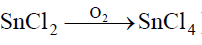 SnCl₂ —O₂→ SnCl₄